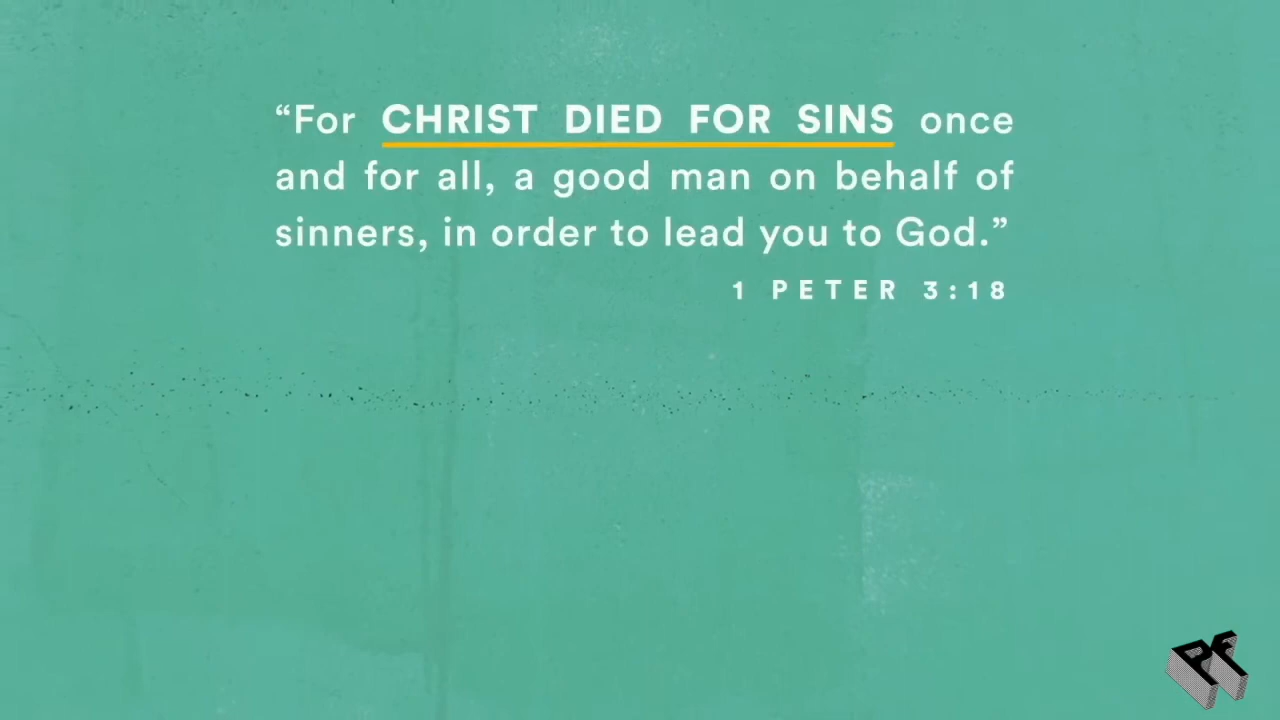 “For CHRIST DIED FOR SINS once
and for all, a good man on behalf of
sinners, in order to lead you to God.”
1 PETER 3:18
PF